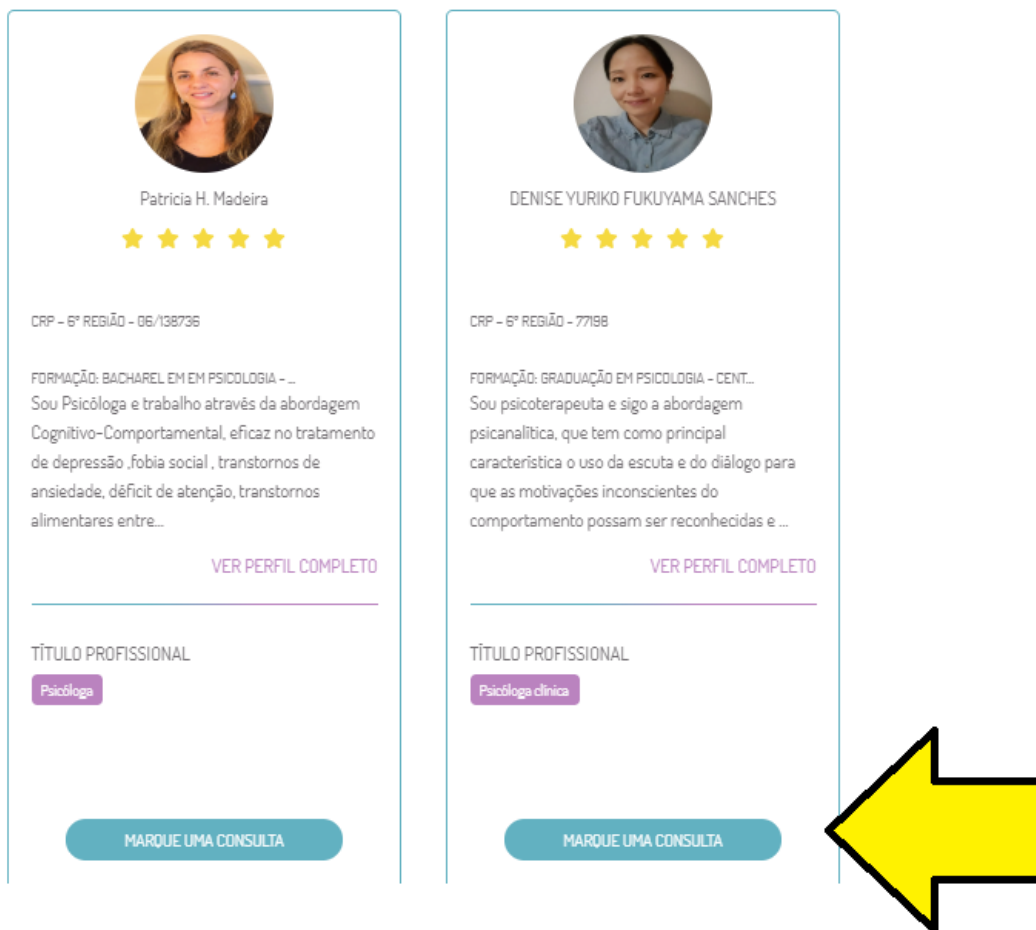 Patricia H. Madeira
CRP – 6ª REGIÃO - 06/138736
FORMAÇÃO: BACHAREL EM EM PSICOLOGIA - ...
Sou Psicóloga e trabalho através da abordagem
Cognitivo-Comportamental, eficaz no tratamento
de depressão ,fobia social , transtornos de
ansiedade, déficit de atenção, transtornos
alimentares entre...
VER PERFIL COMPLETO
TÍTULO PROFISSIONAL
Psicóloga
MARQUE UMA CONSULTA
DENISE YURIKO FUKUYAMA SANCHES
CRP – 6ª REGIÃO - 77198
FORMAÇÃO: GRADUAÇÃO EM PSICOLOGIA - CENT...
Sou psicoterapeuta e sigo a abordagem
psicanalítica, que tem como principal
característica o uso da escuta e do diálogo para
que as motivações inconscientes do
comportamento possam ser reconhecidas e ...
VER PERFIL COMPLETO
TÍTULO PROFISSIONAL
Psicóloga clínica
MARQUE UMA CONSULTA